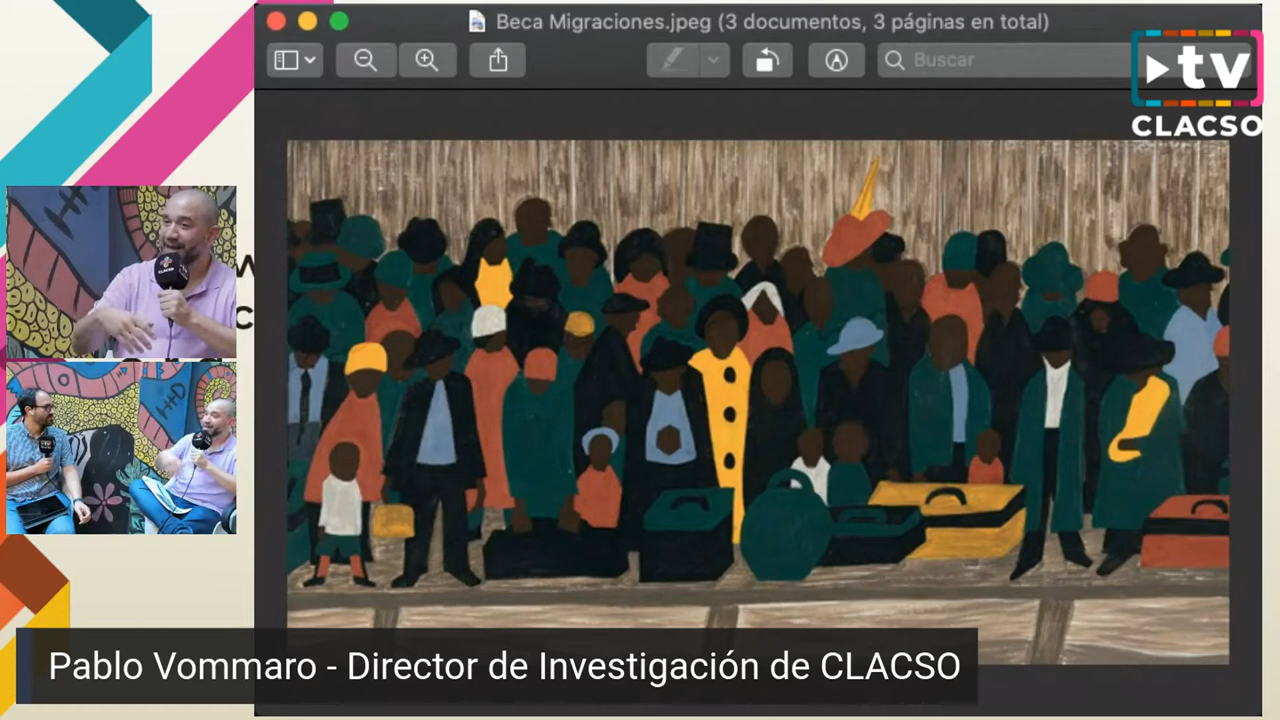 Beca Migraciones.jpeg (3 documentos, 3 páginas en total)
Buscar
tv
CLACSO
CLACSO
Pablo Vommaro - Director de Investigación de CLACSO